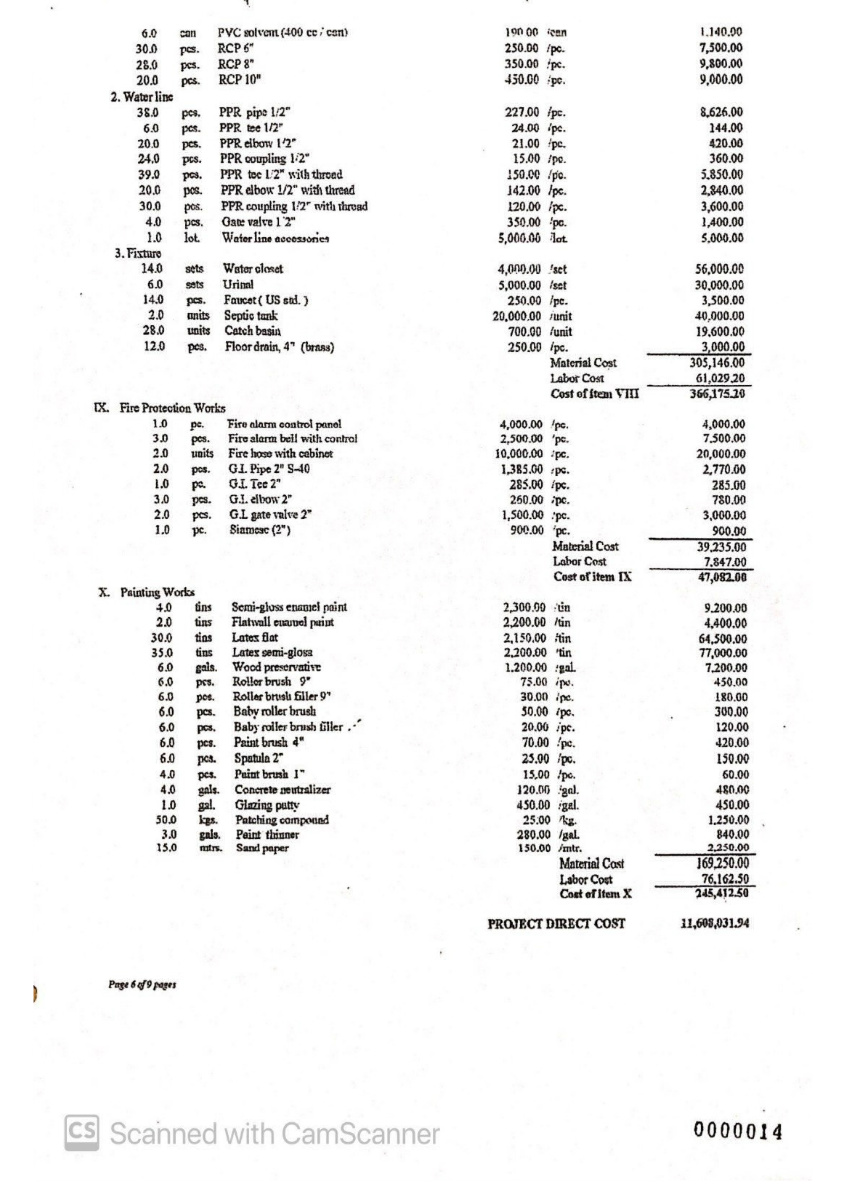 6.0 can PVC solvent (400 cc / can) 190.00 /can 1,140.00
30.0 pcs. RCP 6" 250.00 /pc. 7,500.00
28.0 pcs. RCP 8" 350.00 /pc. 9,800.00
20.0 pcs. RCP 10" 450.00 /pc. 9,000.00
2. Water line
38.0 pcs. PPR pipe 1/2" 227.00 /pc. 8,626.00
6.0 pcs. PPR tee 1/2" 24.00 /pc. 144.00
20.0 pcs. PPR elbow 1/2" 21.00 /pc. 420.00
24.0 pcs. PPR coupling 1/2" 15.00 /pc. 360.00
39.0 pcs. PPR tee 1/2" with thread 150.00 /pc. 5,850.00
20.0 pcs. PPR elbow 1/2" with thread 142.00 /pc. 2,840.00
30.0 pcs. PPR coupling 1/2" with thread 120.00 /pc. 3,600.00
4.0 pcs. Gate valve 1/2" 350.00 /pc. 1,400.00
1.0 lot. Water line accessories 5,000.00 /lot. 5,000.00
3. Fixture
14.0 sets Water closet 4,000.00 /set 56,000.00
6.0 sets Urinal 5,000.00 /set 30,000.00
14.0 pcs. Faucet ( US std. ) 250.00 /pc. 3,500.00
2.0 units Septic tank 20,000.00 /unit 40,000.00
28.0 units Catch basin 700.00 /unit 19,600.00
12.0 pcs. Floor drain, 4" (brass) 250.00 /pc. 3,000.00
Material Cost 305,146.00
Labor Cost 61,029.20
Cost of item VIII 366,175.20
IX. Fire Protection Works
1.0 pc. Fire alarm control panel 4,000.00 /pc. 4,000.00
3.0 pcs. Fire alarm bell with control 2,500.00 /pc. 7,500.00
2.0 units Fire hose with cabinet 10,000.00 /pc. 20,000.00
2.0 pcs. G.I. Pipe 2" S-40 1,385.00 /pc. 2,770.00
1.0 pc. G.I. Tee 2" 285.00 /pc. 285.00
3.0 pcs. G.I. elbow 2" 260.00 /pc. 780.00
2.0 pcs. G.I. gate valve 2" 1,500.00 /pc. 3,000.00
1.0 pc. Siamese (2") 900.00 /pc. 900.00
Material Cost 39,235.00
Labor Cost 7,847.00
Cost of item IX 47,082.00
X. Painting Works
4.0 tins Semi-gloss enamel paint 2,300.00 /tin 9,200.00
2.0 tins Flatwall enamel paint 2,200.00 /tin 4,400.00
30.0 tins Latex flat 2,150.00 /tin 64,500.00
35.0 tins Latex semi-gloss 2,200.00 /tin 77,000.00
6.0 gals. Wood preservative 1,200.00 /gal. 7,200.00
6.0 pcs. Roller brush 9" 75.00 /pc. 450.00
6.0 pcs. Roller brush filler 9" 30.00 /pc. 180.00
6.0 pcs. Baby roller brush 50.00 /pc. 300.00
6.0 pcs. Baby roller brush filler 20.00 /pc. 120.00
6.0 pcs. Paint brush 4" 70.00 /pc. 420.00
6.0 pcs. Spatula 2" 25.00 /pc. 150.00
4.0 pcs. Paint brush 1" 15.00 /pc. 60.00
4.0 gals. Concrete neutralizer 120.00 /gal. 480.00
1.0 gal. Glazing putty 450.00 /gal. 450.00
50.0 kgs. Patching compound 25.00 /kg. 1,250.00
3.0 gals. Paint thinner 280.00 /gal. 840.00
15.0 mtrs. Sand paper 150.00 /mtr. 2,250.00
Material Cost 169,250.00
Labor Cost 76,162.50
Cost of item X 245,412.50
PROJECT DIRECT COST 11,608,031.94
Page 6 of 9 pages
CS Scanned with CamScanner
0000014